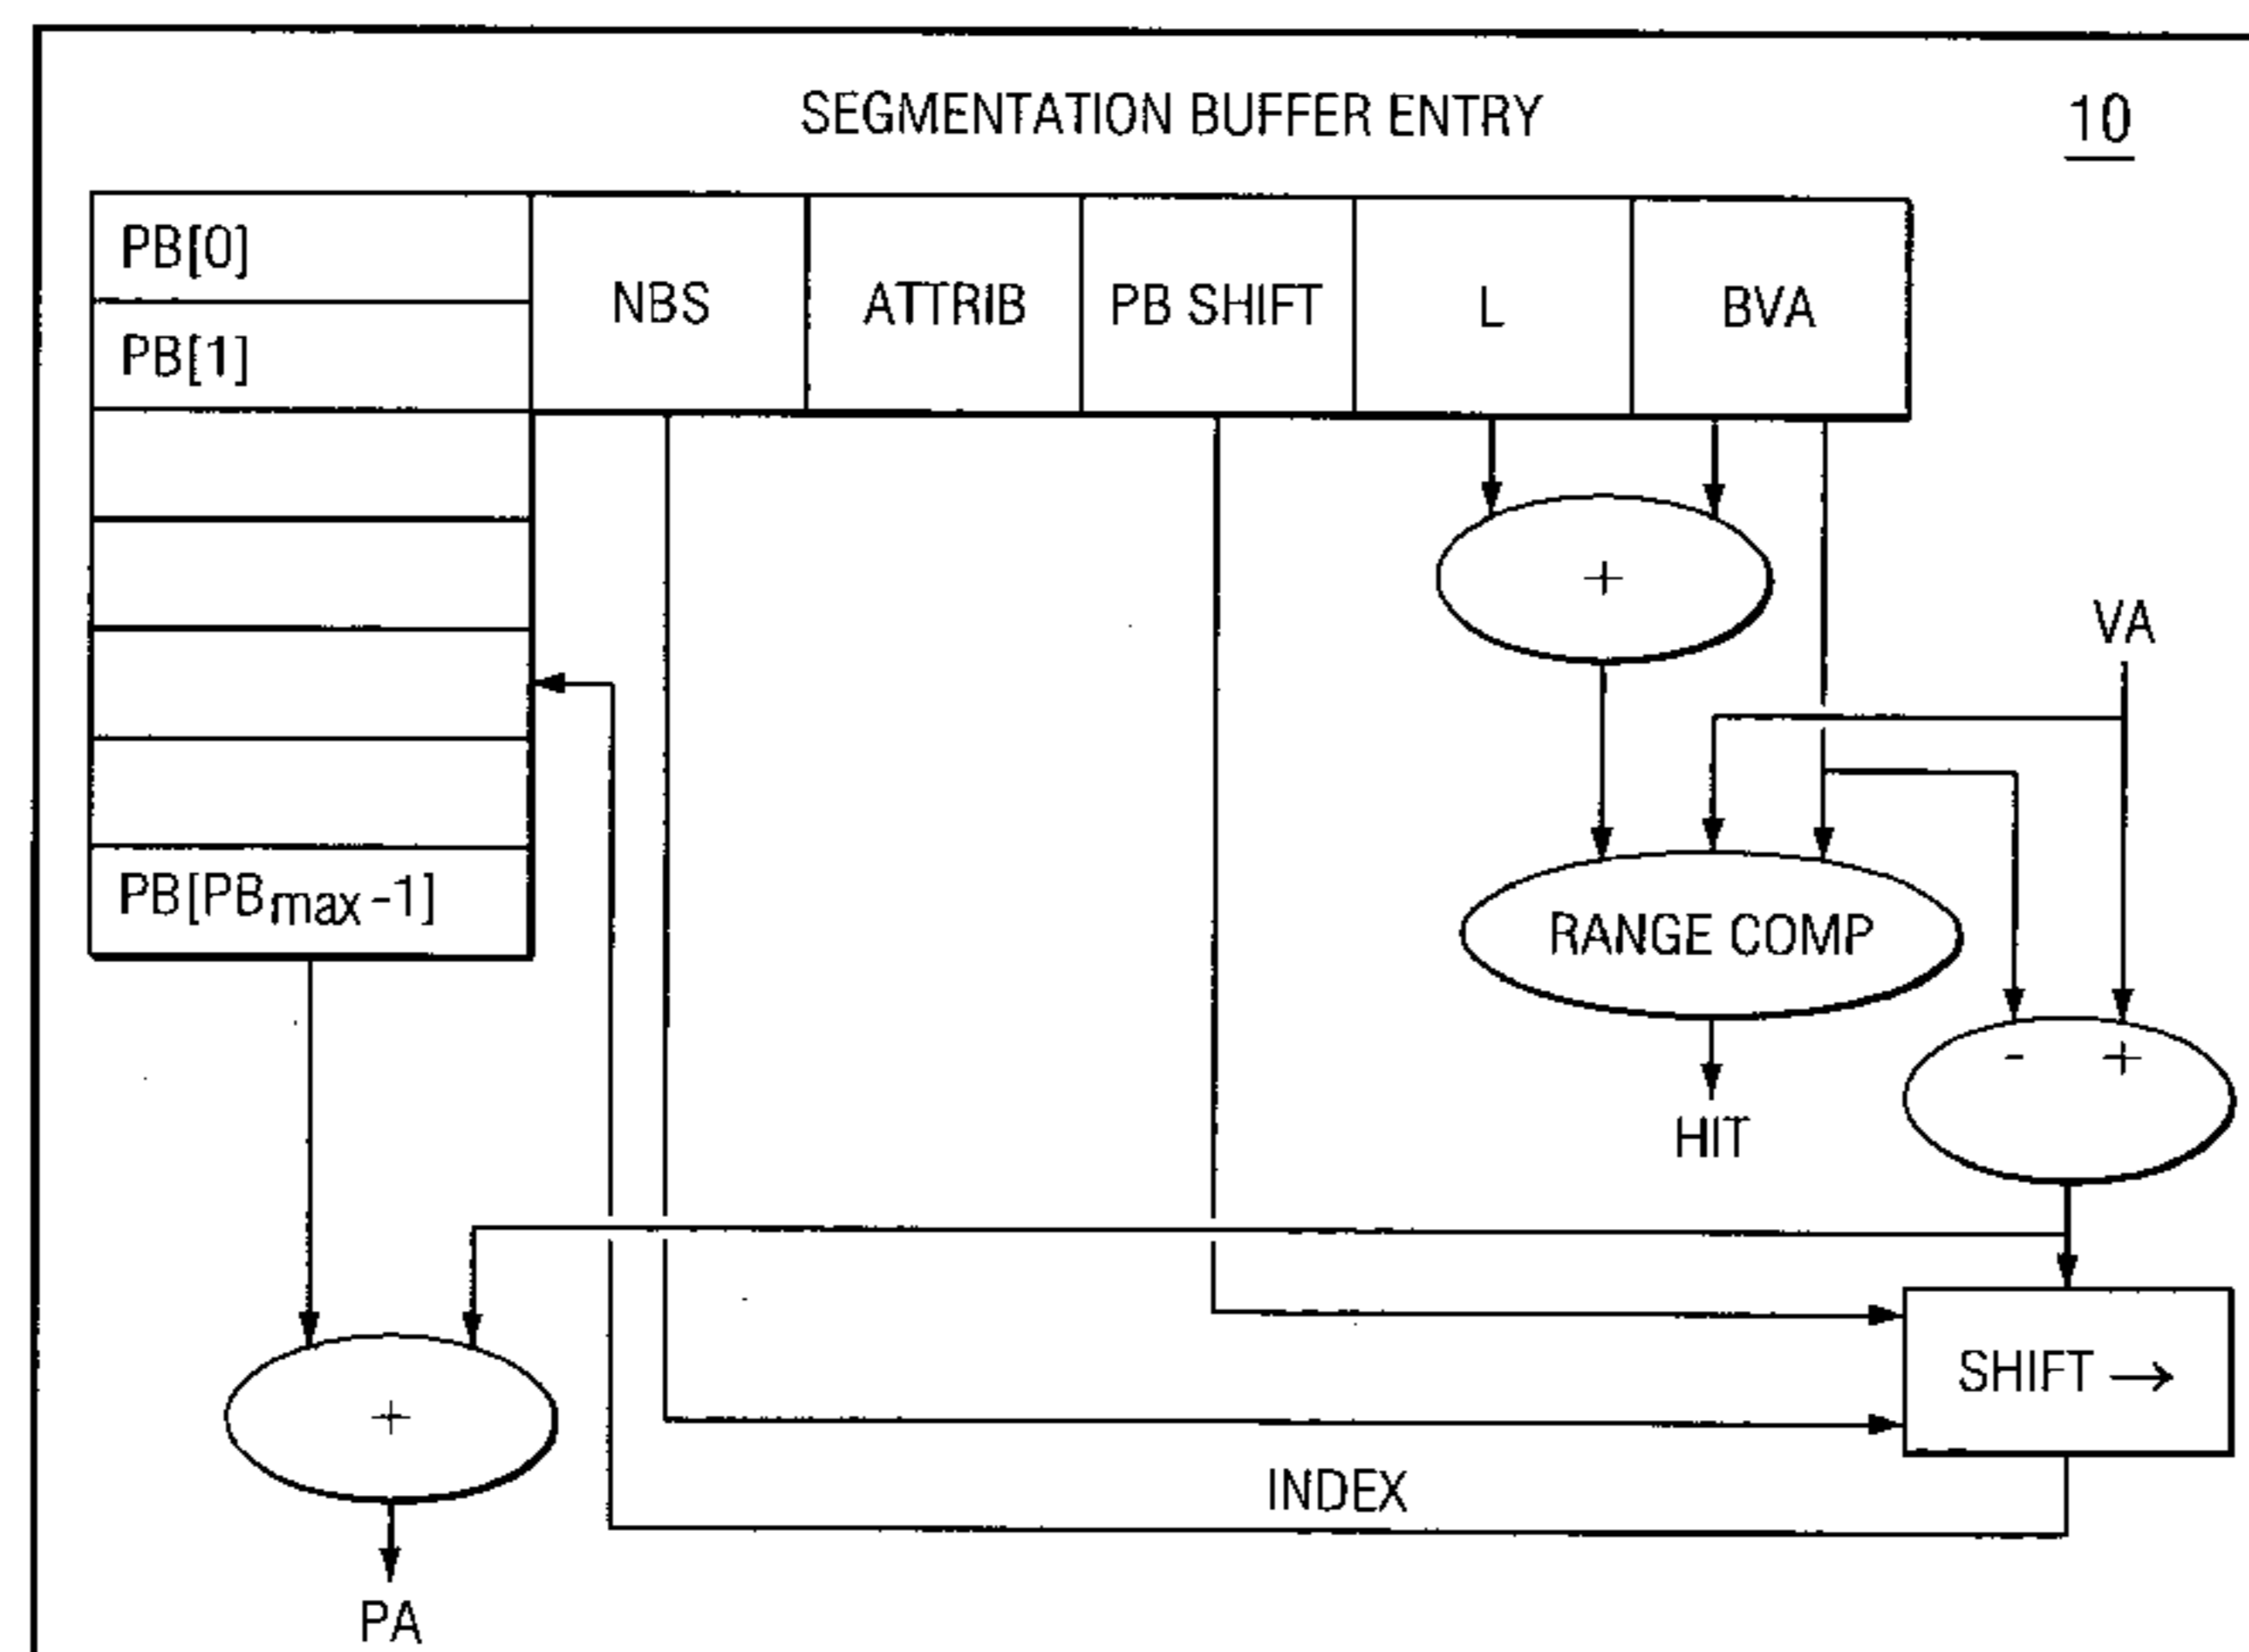 SEGMENTATION BUFFER ENTRY
10
PB[0]
PB[1]
NBS
ATTRIB
PB SHIFT
L
BVA
+
VA
PB[PBmax-1]
RANGE COMP
- +
HIT
SHIFT →
+
INDEX
PA